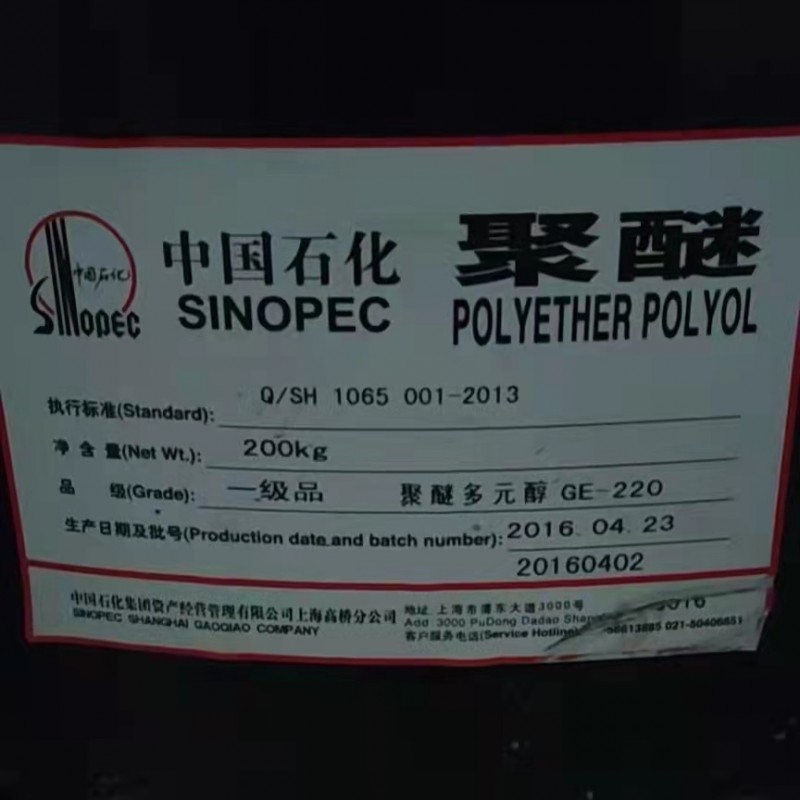 中国石化
SINOPEC
中国石化
SINOPEC
聚醚
POLYETHER POLYOL
执行标准(Standard): Q/SH 1065 001-2013
净含量(Net Wt.): 200kg
品 级(Grade): 一级品 聚醚多元醇 GE-220
生产日期及批号(Production date and batch number): 2016.04.23
20160402
中国石化集团资产经营管理有限公司上海高桥分公司
SINOPEC SHANGHAI GAOQIAO COMPANY
地址 上海市浦东大道3000号
Add 3000 PuDong Dadao
客户服务电话(Service Hotline) 021-50406651